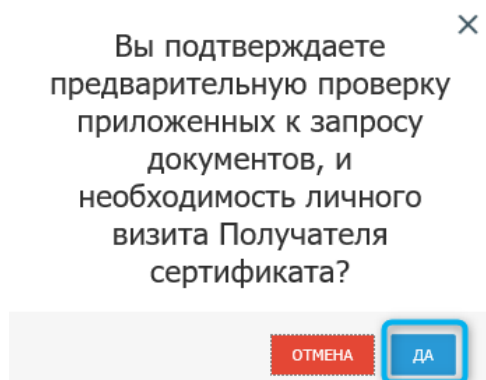 Вы подтверждаете
предварительную проверку
приложенных к запросу
документов, и
необходимость личного
визита Получателя
сертификата?
ОТМЕНА ДА